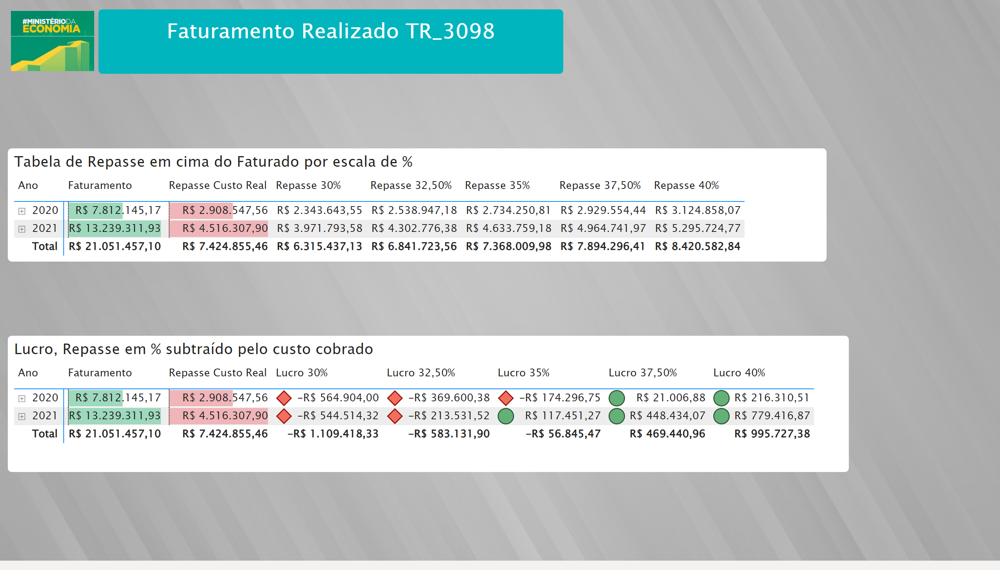 #MINISTÉRIODA
ECONOMIA
Faturamento Realizado TR_3098
Tabela de Repasse em cima do Faturado por escala de %
Ano Faturamento Repasse Custo Real Repasse 30% Repasse 32,50% Repasse 35% Repasse 37,50% Repasse 40%
2020 R$ 7.812.145,17 R$ 2.908.547,56 R$ 2.343.643,55 R$ 2.538.947,18 R$ 2.734.250,81 R$ 2.929.554,44 R$ 3.124.858,07
2021 R$ 13.239.311,93 R$ 4.516.307,90 R$ 3.971.793,58 R$ 4.302.776,38 R$ 4.633.759,18 R$ 4.964.741,97 R$ 5.295.724,77
Total R$ 21.051.457,10 R$ 7.424.855,46 R$ 6.315.437,13 R$ 6.841.723,56 R$ 7.368.009,98 R$ 7.894.296,41 R$ 8.420.582,84
Lucro, Repasse em % subtraído pelo custo cobrado
Ano Faturamento Repasse Custo Real Lucro 30% Lucro 32,50% Lucro 35% Lucro 37,50% Lucro 40%
2020 R$ 7.812.145,17 R$ 2.908.547,56 -R$ 564.904,00 -R$ 369.600,38 -R$ 174.296,75 R$ 21.006,88 R$ 216.310,51
2021 R$ 13.239.311,93 R$ 4.516.307,90 -R$ 544.514,32 -R$ 213.531,52 R$ 117.451,27 R$ 448.434,07 R$ 779.416,87
Total R$ 21.051.457,10 R$ 7.424.855,46 -R$ 1.109.418,33 -R$ 583.131,90 -R$ 56.845,47 R$ 469.440,96 R$ 995.727,38